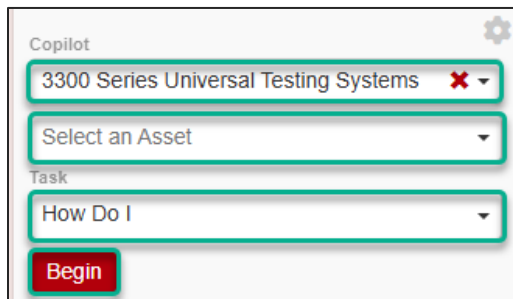 Copilot
3300 Series Universal Testing Systems
Select an Asset
Task
How Do I
Begin